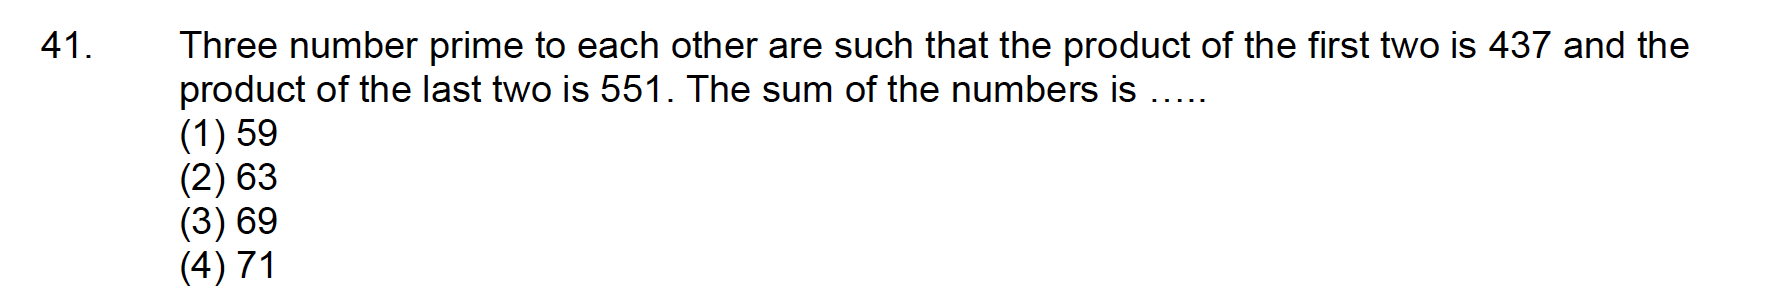 41. Three number prime to each other are such that the product of the first two is 437 and the
product of the last two is 551. The sum of the numbers is .....
(1) 59
(2) 63
(3) 69
(4) 71